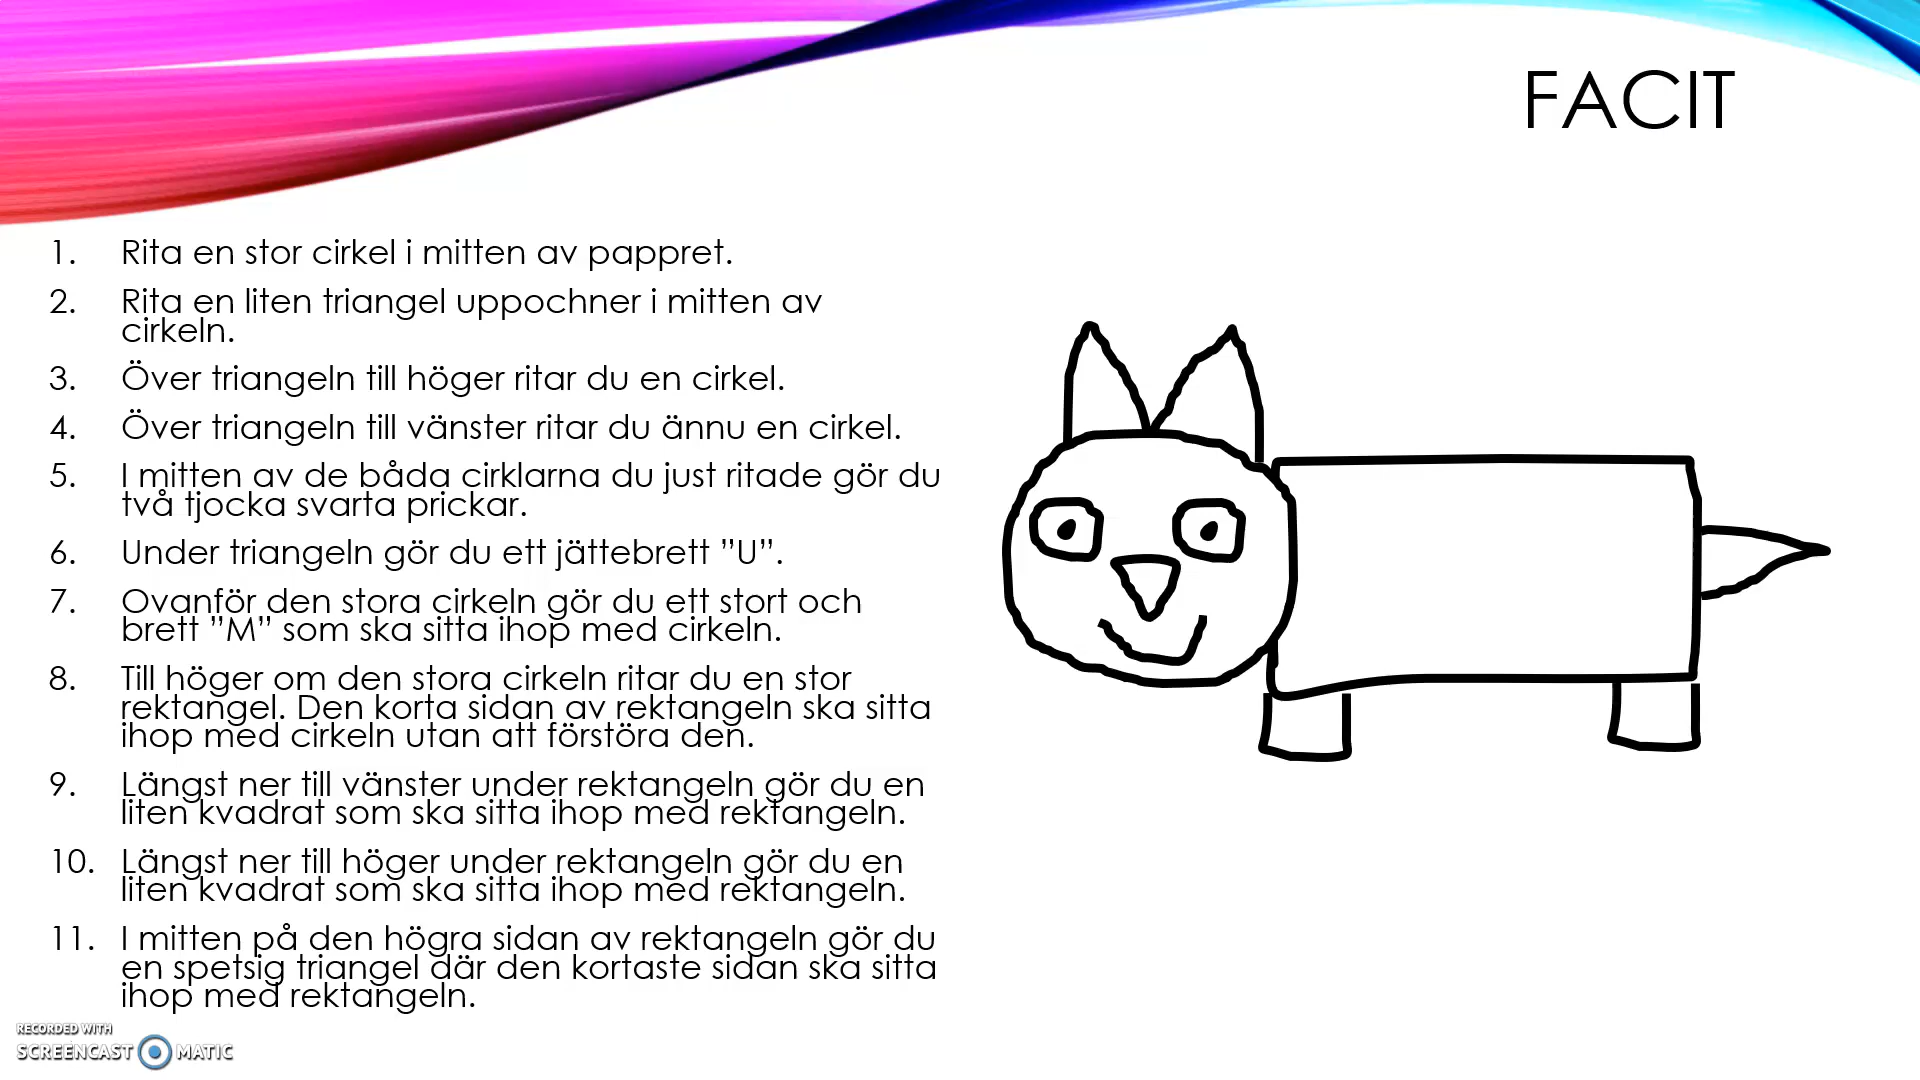 FACIT
1. Rita en stor cirkel i mitten av pappret.
2. Rita en liten triangel uppochner i mitten av
cirkeln.
3. Över triangeln till höger ritar du en cirkel.
4. Över triangeln till vänster ritar du ännu en cirkel.
5. I mitten av de båda cirklarna du just ritade gör du
två tjocka svarta prickar.
6. Under triangeln gör du ett jättebrett ”U”.
7. Ovanför den stora cirkeln gör du ett stort och
brett ”M” som ska sitta ihop med cirkeln.
8. Till höger om den stora cirkeln ritar du en stor
rektangel. Den korta sidan av rektangeln ska sitta
ihop med cirkeln utan att förstöra den.
9. Längst ner till vänster under rektangeln gör du en
liten kvadrat som ska sitta ihop med rektangeln.
10. Längst ner till höger under rektangeln gör du en
liten kvadrat som ska sitta ihop med rektangeln.
11. I mitten på den högra sidan av rektangeln gör du
en spetsig triangel där den kortaste sidan ska sitta
ihop med rektangeln.
RECORDED WITH
SCREENCAST MATIC